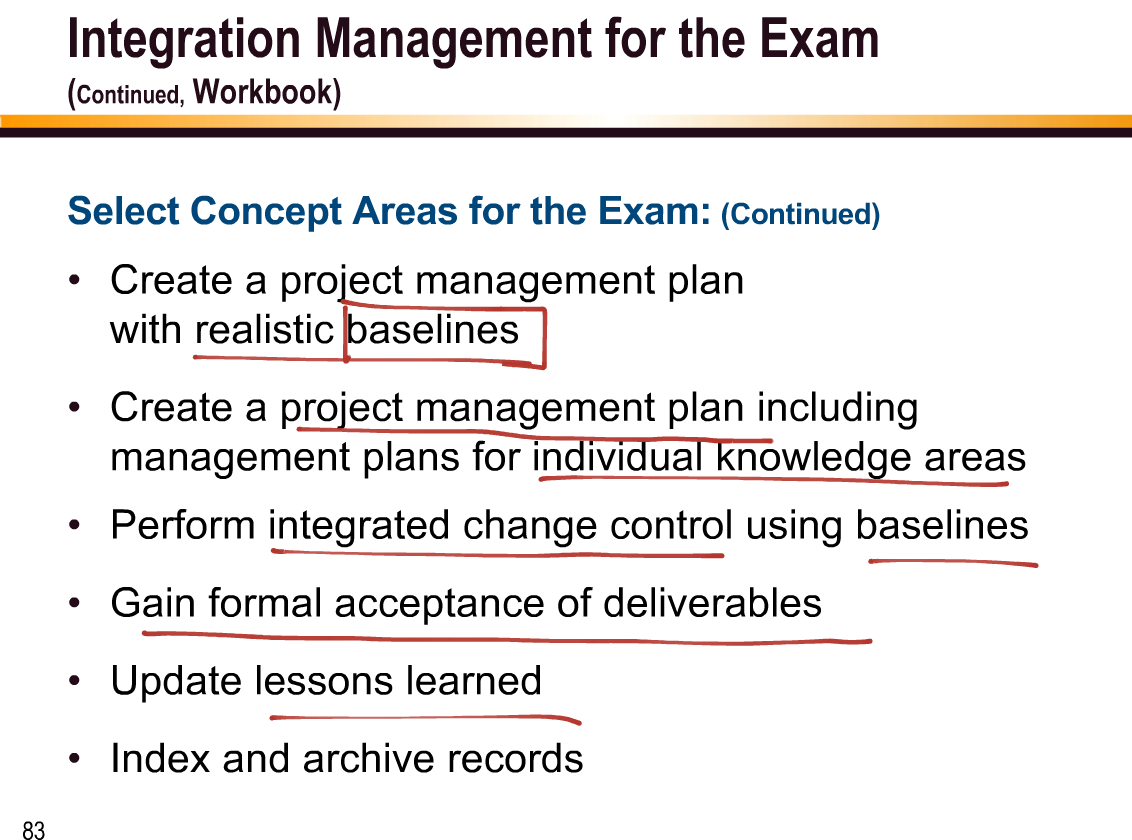 Integration Management for the Exam
(Continued, Workbook)
Select Concept Areas for the Exam: (Continued)
• Create a project management plan
with realistic baselines
• Create a project management plan including
management plans for individual knowledge areas
• Perform integrated change control using baselines
• Gain formal acceptance of deliverables
• Update lessons learned
• Index and archive records
83